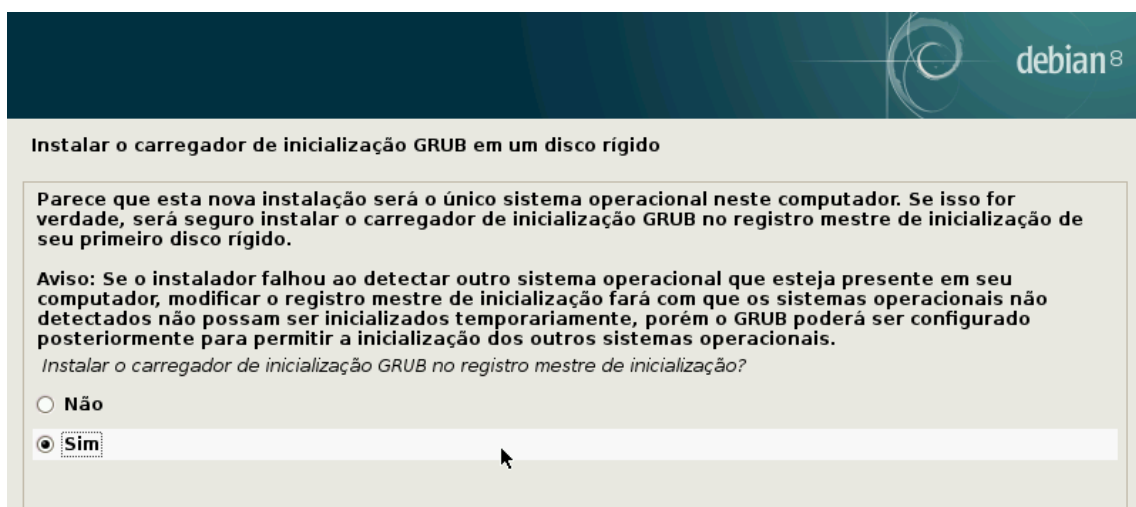 debian 8
Instalar o carregador de inicialização GRUB em um disco rígido
Parece que esta nova instalação será o único sistema operacional neste computador. Se isso for
verdade, será seguro instalar o carregador de inicialização GRUB no registro mestre de inicialização de
seu primeiro disco rígido.
Aviso: Se o instalador falhou ao detectar outro sistema operacional que esteja presente em seu
computador, modificar o registro mestre de inicialização fará com que os sistemas operacionais não
detectados não possam ser inicializados temporariamente, porém o GRUB poderá ser configurado
posteriormente para permitir a inicialização dos outros sistemas operacionais.
Instalar o carregador de inicialização GRUB no registro mestre de inicialização?
Não
Sim